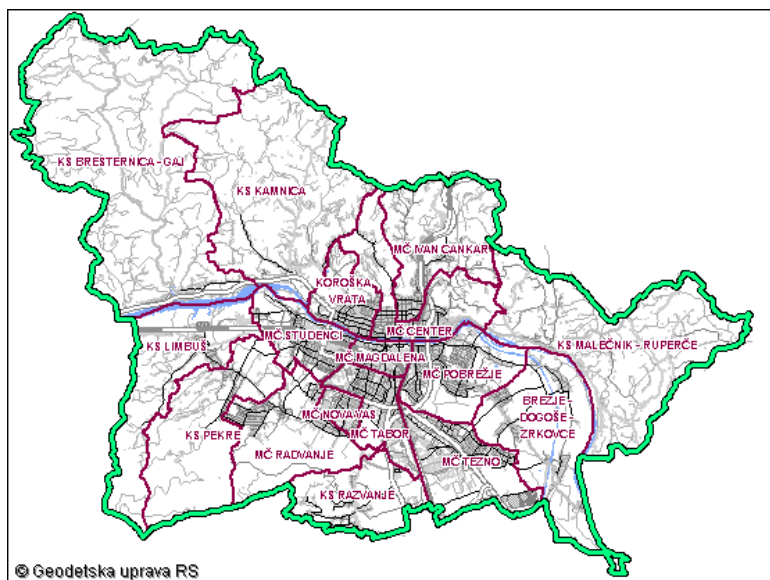 KS BRESTERNICA - GAJ
KS KAMNICA
MČ IVAN CANKAR
KOROŠKA
VRATA
MČ CENTER
MČ STUDENCI
KS LIMBUŠ
KS MALEČNIK - RUPERČE
MČ MAGDALENA
MČ POBREŽJE
BREZJE -
DOGOŠE -
ZRKOVCE
MČ NOVA VAS
KS PEKRE
MČ TABOR
MČ RADVANJE
MČ TEZNO
KS RAZVANJE
© Geodetska uprava RS